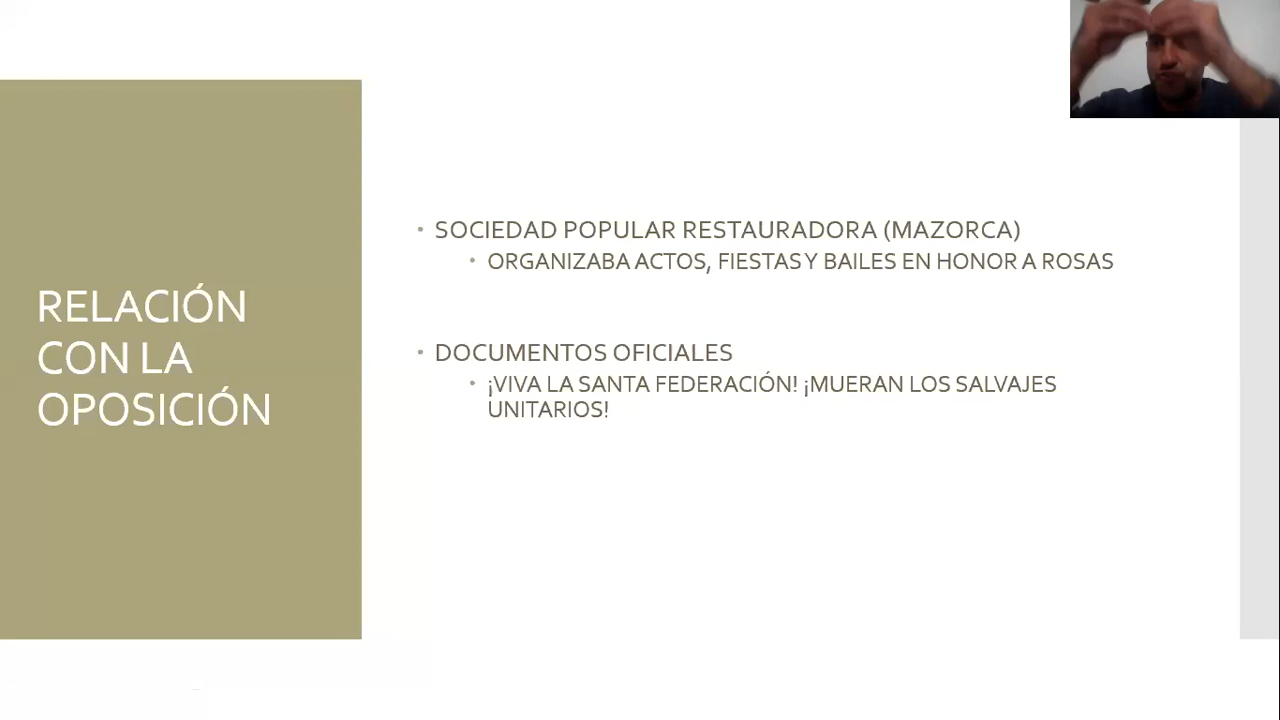 RELACIÓN
CON LA
OPOSICIÓN
• SOCIEDAD POPULAR RESTAURADORA (MAZORCA)
• ORGANIZABA ACTOS, FIESTAS Y BAILES EN HONOR A ROSAS
• DOCUMENTOS OFICIALES
• ¡VIVA LA SANTA FEDERACIÓN! ¡MUERAN LOS SALVAJES
UNITARIOS!